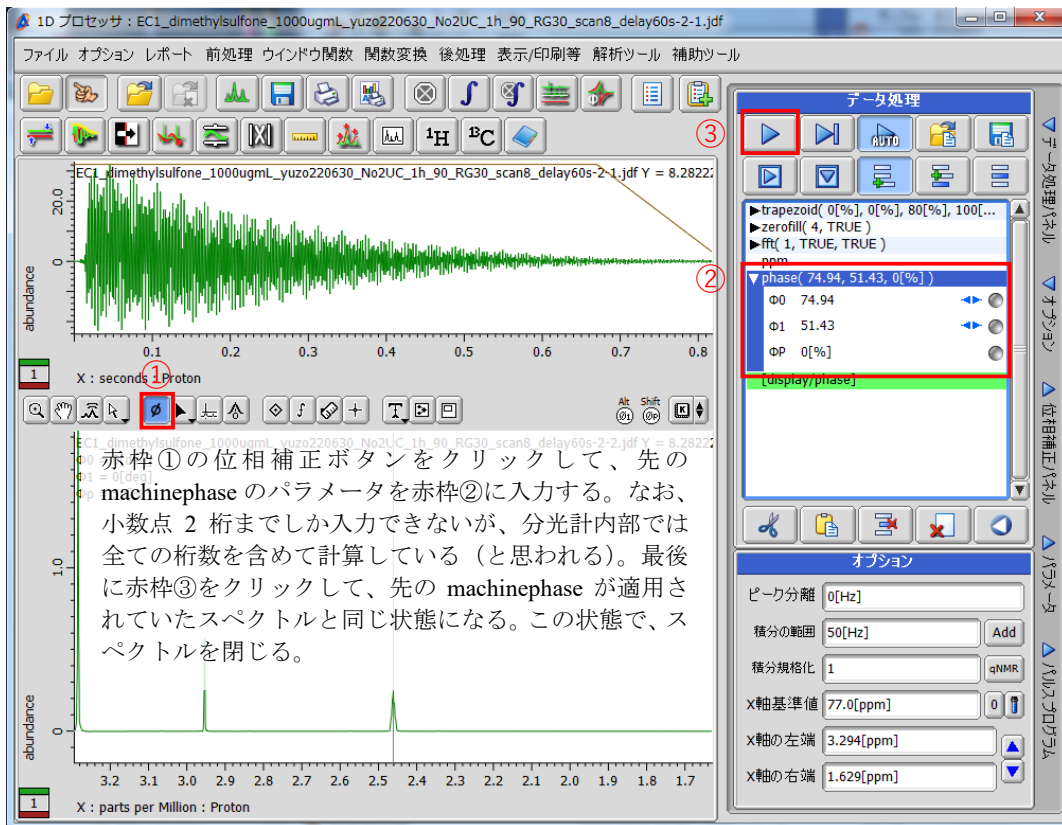 1D プロセッサ : EC1_dimethylsulfone_1000ugmL_yuzo220630_No2UC_1h_90_RG30_scan8_delay60s-2-1.jdf
ファイル オプション レポート 前処理 ウインドウ関数 関数変換 後処理 表示/印刷等 解析ツール 補助ツール
1H 13C
EC1_dimethylsulfone_1000ugmL_yuzo220630_No2UC_1h_90_RG30_scan8_delay60s-2-1.jdf Y = 8.2822
20.0
0
abundance
0.1 0.2 0.3 0.4 0.5 0.6 0.7 0.8
1
X : seconds : Proton
①
Alt Shift
Ø1 ØP
EC1_dimethylsulfone_1000ugmL_yuzo220630_No2UC_1h_90_RG30_scan8_delay60s-2-2.jdf Y = 8.2822
赤枠①の位相補正ボタンをクリックして、先の
machinephase のパラメータを赤枠②に入力する。なお、
小数点 2 桁までしか入力できないが、分光計内部では
全ての桁数を含めて計算している（と思われる）。最後
に赤枠③をクリックして、先の machinephase が適用さ
れていたスペクトルと同じ状態になる。この状態で、ス
ペクトルを閉じる。
1.0
0
abundance
3.2 3.1 3.0 2.9 2.8 2.7 2.6 2.5 2.4 2.3 2.2 2.1 2.0 1.9 1.8 1.7
1
X : parts per Million : Proton
データ処理
③
AUTO
trapezoid( 0[%], 0[%], 80[%], 100[...
zerofill( 4, TRUE )
fft( 1, TRUE, TRUE )
ppm
②
phase( 74.94, 51.43, 0[%] )
Φ0 74.94
Φ1 51.43
ΦP 0[%]
[display/phase]
オプション
ピーク分離 0[Hz]
積分の範囲 50[Hz] Add
積分規格化 1 qNMR
X軸基準値 77.0[ppm] 0
X軸の左端 3.294[ppm]
X軸の右端 1.629[ppm]
データ処理パネル
オプション
位相補正パネル
パラメータ
パルスプログラム